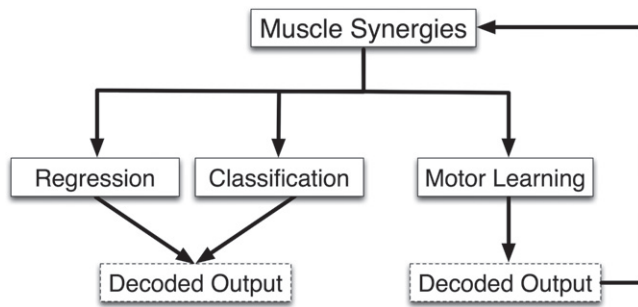 Muscle Synergies
Regression
Classification
Motor Learning
Decoded Output
Decoded Output